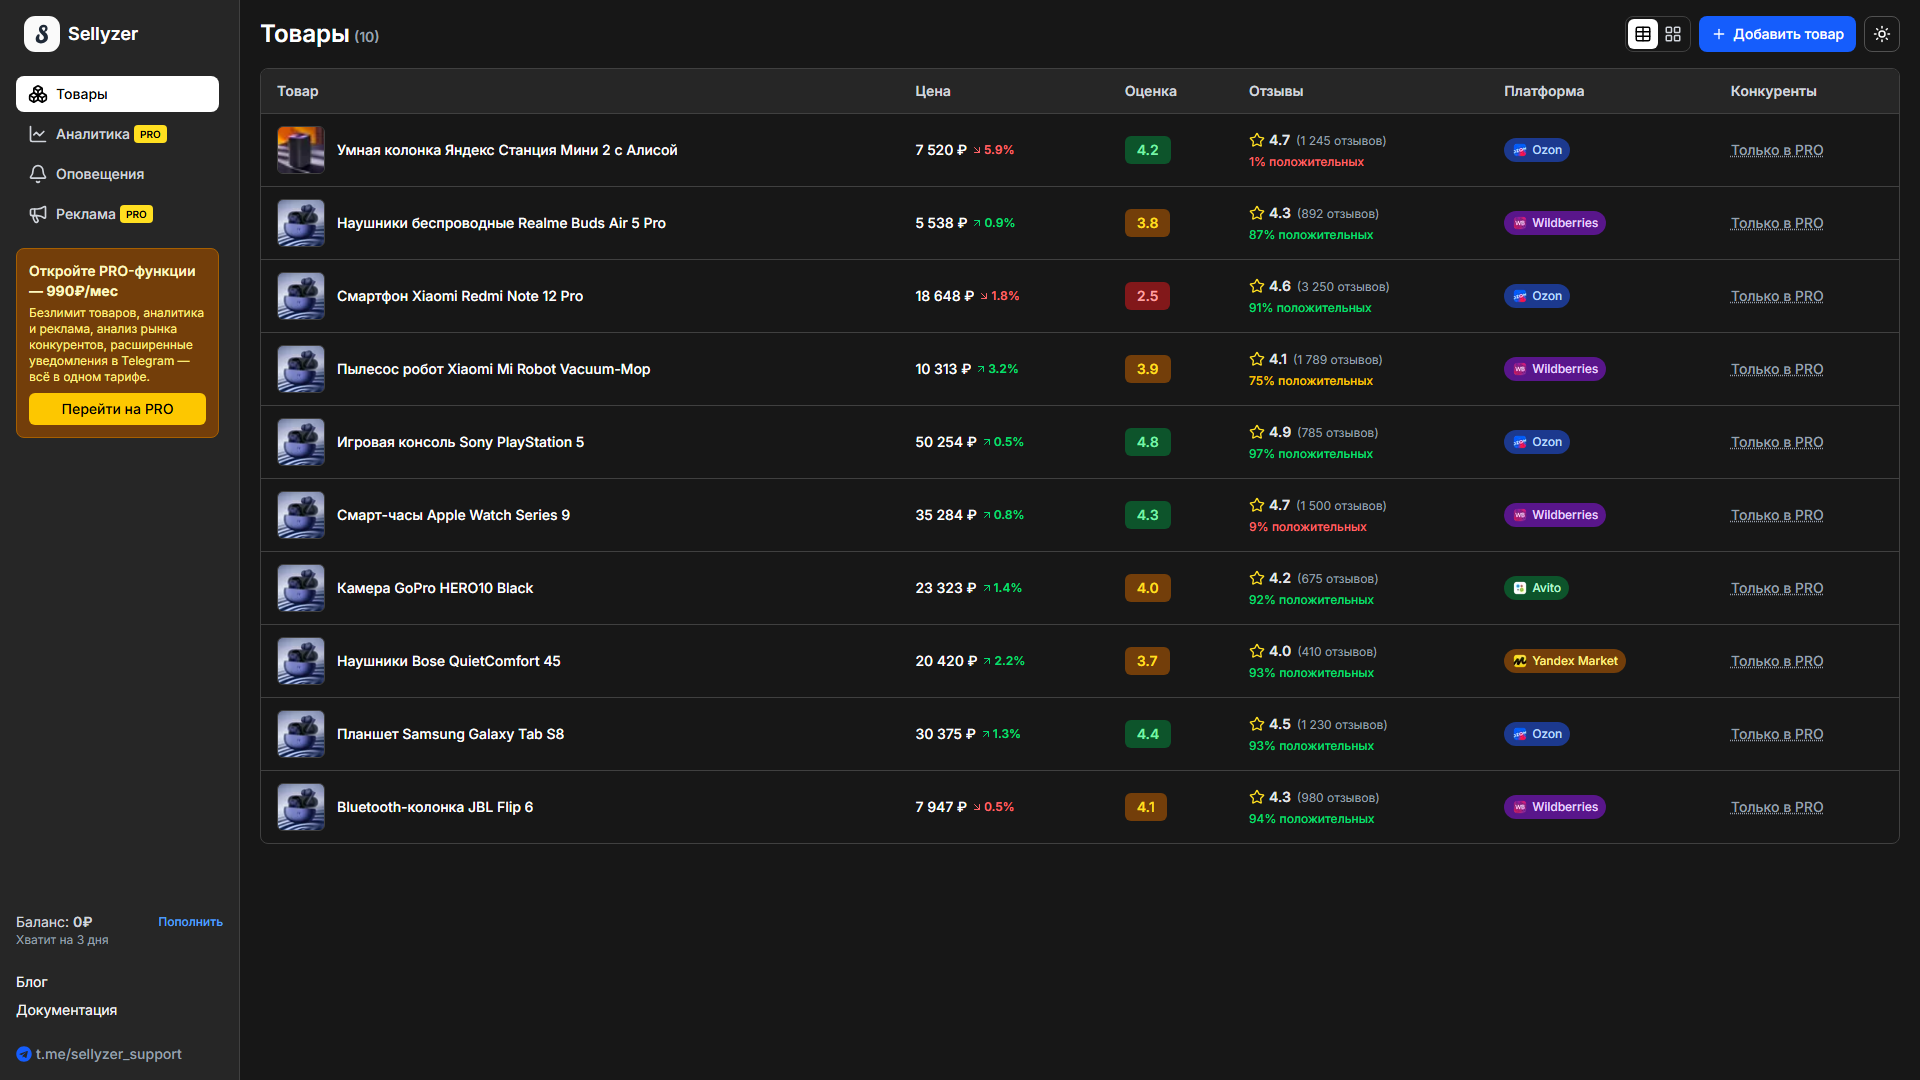 Sellyzer
Товары
Аналитика PRO
Оповещения
Реклама PRO
Откройте PRO-функции
— 990₽/мес
Безлимит товаров, аналитика
и реклама, анализ рынка
конкурентов, расширенные
уведомления в Telegram —
всё в одном тарифе.
Перейти на PRO
Баланс: 0₽ Пополнить
Хватит на 3 дня
Блог
Документация
t.me/sellyzer_support
Товары (10)
+ Добавить товар
Товар Цена Оценка Отзывы Платформа Конкуренты
Умная колонка Яндекс Станция Мини 2 с Алисой 7 520 ₽ 5.9% 4.2 4.7 (1 245 отзывов) Ozon Только в PRO
1% положительных
Наушники беспроводные Realme Buds Air 5 Pro 5 538 ₽ 0.9% 3.8 4.3 (892 отзывов) WB Wildberries Только в PRO
87% положительных
Смартфон Xiaomi Redmi Note 12 Pro 18 648 ₽ 1.8% 2.5 4.6 (3 250 отзывов) Ozon Только в PRO
91% положительных
Пылесос робот Xiaomi Mi Robot Vacuum-Mop 10 313 ₽ 3.2% 3.9 4.1 (1 789 отзывов) WB Wildberries Только в PRO
75% положительных
Игровая консоль Sony PlayStation 5 50 254 ₽ 0.5% 4.8 4.9 (785 отзывов) Ozon Только в PRO
97% положительных
Смарт-часы Apple Watch Series 9 35 284 ₽ 0.8% 4.3 4.7 (1 500 отзывов) WB Wildberries Только в PRO
9% положительных
Камера GoPro HERO10 Black 23 323 ₽ 1.4% 4.0 4.2 (675 отзывов) Avito Только в PRO
92% положительных
Наушники Bose QuietComfort 45 20 420 ₽ 2.2% 3.7 4.0 (410 отзывов) Yandex Market Только в PRO
93% положительных
Планшет Samsung Galaxy Tab S8 30 375 ₽ 1.3% 4.4 4.5 (1 230 отзывов) Ozon Только в PRO
93% положительных
Bluetooth-колонка JBL Flip 6 7 947 ₽ 0.5% 4.1 4.3 (980 отзывов) WB Wildberries Только в PRO
94% положительных